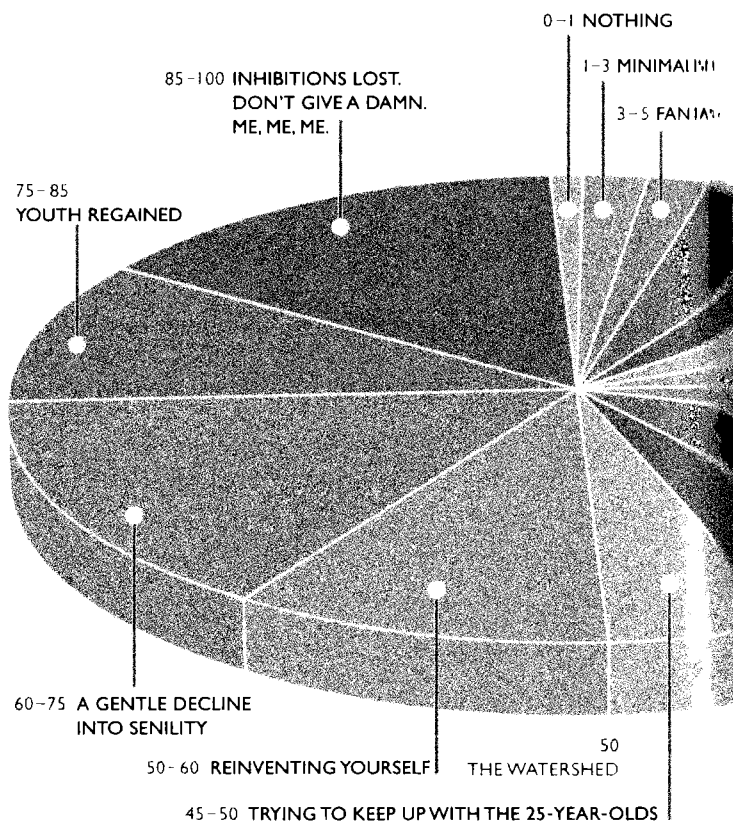 0-1 NOTHING
1-3
3-5
85-100 INHIBITIONS LOST.
DON'T GIVE A DAMN.
ME, ME, ME.
75-85
YOUTH REGAINED
60-75 A GENTLE DECLINE
INTO SENILITY
50-60 REINVENTING YOURSELF
50
THE WATERSHED
45-50 TRYING TO KEEP UP WITH THE 25-YEAR-OLDS